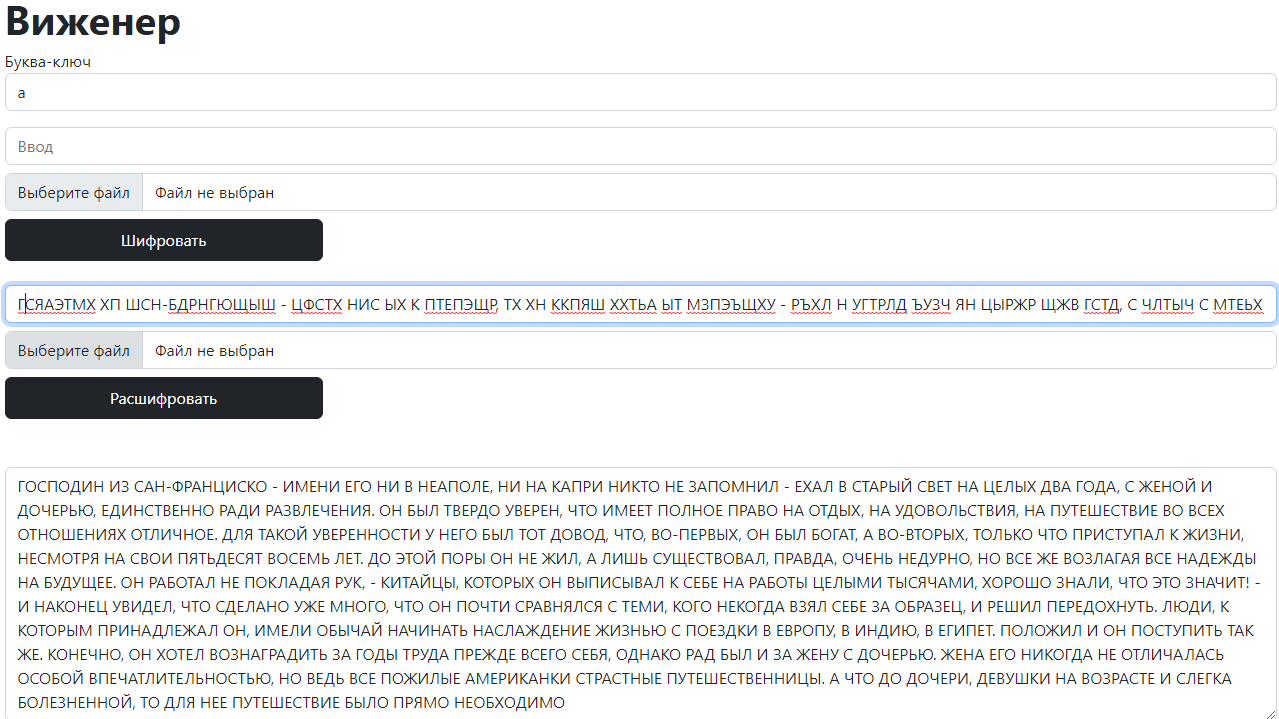 Виженер
Буква-ключ
а
Ввод
Выберите файл Файл не выбран
Шифровать
ГСЯАЭТМХ ХП ШСН-БДРНГЮЩЫШ - ЦФСТХ НИС ЫХ К ПТЕПЭЩР, ТХ ХН ККПЯШ ХХТЬА ЫТ МЗПЭЪЩХУ - РЪХЛ Н УГТРЛД ЪУЗЧ ЯН ЦЫРЖР ЩЖВ ГСТД, С ЧЛТЫЧ С МТЕЬХ
Выберите файл Файл не выбран
Расшифровать
ГОСПОДИН ИЗ САН-ФРАНЦИСКО - ИМЕНИ ЕГО НИ В НЕАПОЛЕ, НИ НА КАПРИ НИКТО НЕ ЗАПОМНИЛ - ЕХАЛ В СТАРЫЙ СВЕТ НА ЦЕЛЫХ ДВА ГОДА, С ЖЕНОЙ И
ДОЧЕРЬЮ, ЕДИНСТВЕННО РАДИ РАЗВЛЕЧЕНИЯ. ОН БЫЛ ТВЕРДО УВЕРЕН, ЧТО ИМЕЕТ ПОЛНОЕ ПРАВО НА ОТДЫХ, НА УДОВОЛЬСТВИЯ, НА ПУТЕШЕСТВИЕ ВО ВСЕХ
ОТНОШЕНИЯХ ОТЛИЧНОЕ. ДЛЯ ТАКОЙ УВЕРЕННОСТИ У НЕГО БЫЛ ТОТ ДОВОД, ЧТО, ВО-ПЕРВЫХ, ОН БЫЛ БОГАТ, А ВО-ВТОРЫХ, ТОЛЬКО ЧТО ПРИСТУПАЛ К ЖИЗНИ,
НЕСМОТРЯ НА СВОИ ПЯТЬДЕСЯТ ВОСЕМЬ ЛЕТ. ДО ЭТОЙ ПОРЫ ОН НЕ ЖИЛ, А ЛИШЬ СУЩЕСТВОВАЛ, ПРАВДА, ОЧЕНЬ НЕДУРНО, НО ВСЕ ЖЕ ВОЗЛАГАЯ ВСЕ НАДЕЖДЫ
НА БУДУЩЕЕ. ОН РАБОТАЛ НЕ ПОКЛАДАЯ РУК, - КИТАЙЦЫ, КОТОРЫХ ОН ВЫПИСЫВАЛ К СЕБЕ НА РАБОТЫ ЦЕЛЫМИ ТЫСЯЧАМИ, ХОРОШО ЗНАЛИ, ЧТО ЭТО ЗНАЧИТ! -
И НАКОНЕЦ УВИДЕЛ, ЧТО СДЕЛАНО УЖЕ МНОГО, ЧТО ОН ПОЧТИ СРАВНЯЛСЯ С ТЕМИ, КОГО НЕКОГДА ВЗЯЛ СЕБЕ ЗА ОБРАЗЕЦ, И РЕШИЛ ПЕРЕДОХНУТЬ. ЛЮДИ, К
КОТОРЫМ ПРИНАДЛЕЖАЛ ОН, ИМЕЛИ ОБЫЧАЙ НАЧИНАТЬ НАСЛАЖДЕНИЕ ЖИЗНЬЮ С ПОЕЗДКИ В ЕВРОПУ, В ИНДИЮ, В ЕГИПЕТ. ПОЛОЖИЛ И ОН ПОСТУПИТЬ ТАК
ЖЕ. КОНЕЧНО, ОН ХОТЕЛ ВОЗНАГРАДИТЬ ЗА ГОДЫ ТРУДА ПРЕЖДЕ ВСЕГО СЕБЯ, ОДНАКО РАД БЫЛ И ЗА ЖЕНУ С ДОЧЕРЬЮ. ЖЕНА ЕГО НИКОГДА НЕ ОТЛИЧАЛАСЬ
ОСОБОЙ ВПЕЧАТЛИТЕЛЬНОСТЬЮ, НО ВЕДЬ ВСЕ ПОЖИЛЫЕ АМЕРИКАНКИ СТРАСТНЫЕ ПУТЕШЕСТВЕННИЦЫ. А ЧТО ДО ДОЧЕРИ, ДЕВУШКИ НА ВОЗРАСТЕ И СЛЕГКА
БОЛЕЗНЕННОЙ, ТО ДЛЯ НЕЕ ПУТЕШЕСТВИЕ БЫЛО ПРЯМО НЕОБХОДИМО